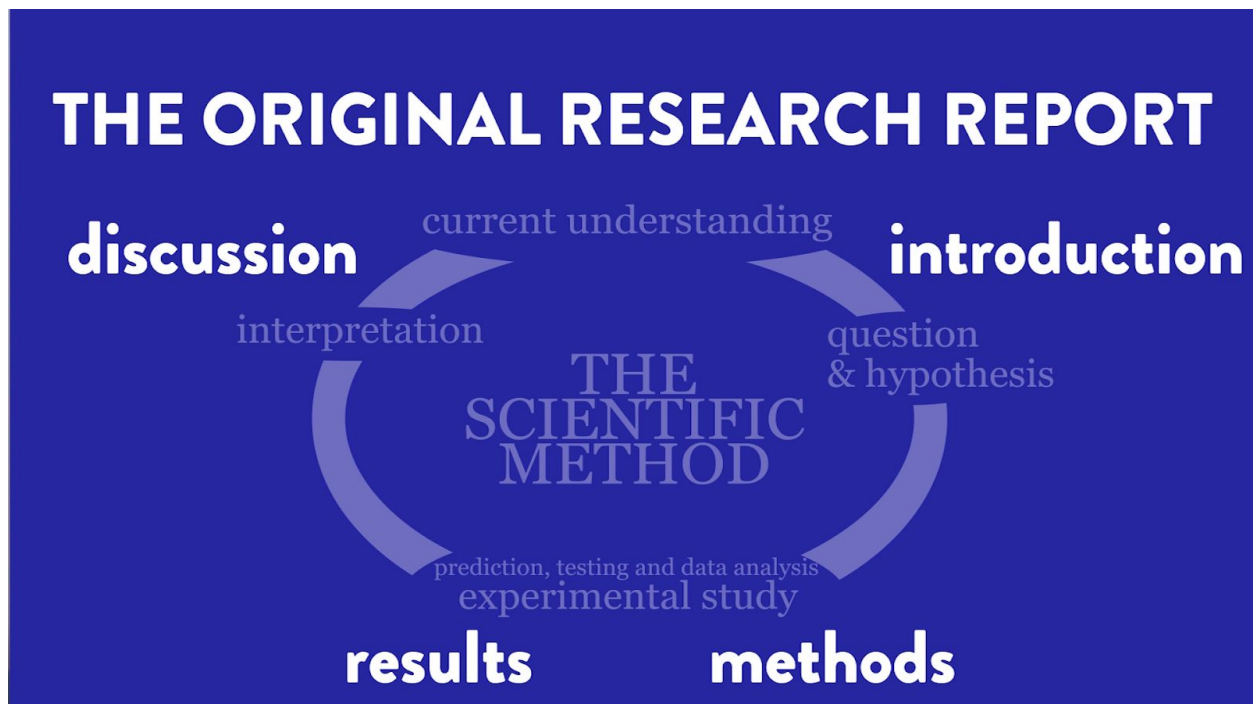 THE ORIGINAL RESEARCH REPORT
current understanding
discussion
introduction
interpretation
question
& hypothesis
THE
SCIENTIFIC
METHOD
prediction, testing and data analysis
experimental study
results
methods